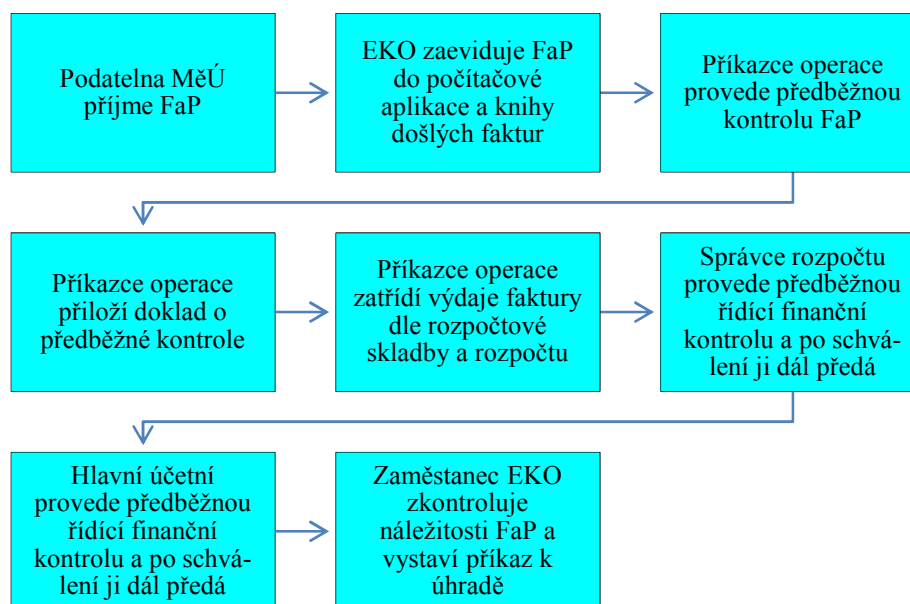 Podatelna MěÚ
příjme FaP
EKO zaeviduje FaP
do počítačové
aplikace a knihy
došlých faktur
Příkazce operace
provede předběžnou
kontrolu FaP
Příkazce operace
přiloží doklad o
předběžné kontrole
Příkazce operace
zatřídí výdaje faktury
dle rozpočtové
skladby a rozpočtu
Správce rozpočtu
provede předběžnou
řídící finanční
kontrolu a po schvá-
lení ji dál předá
Hlavní účetní
provede předběžnou
řídící finanční
kontrolu a po schvá-
lení ji dál předá
Zaměstanec EKO
zkontroluje
náležitosti FaP a
vystaví příkaz k
úhradě